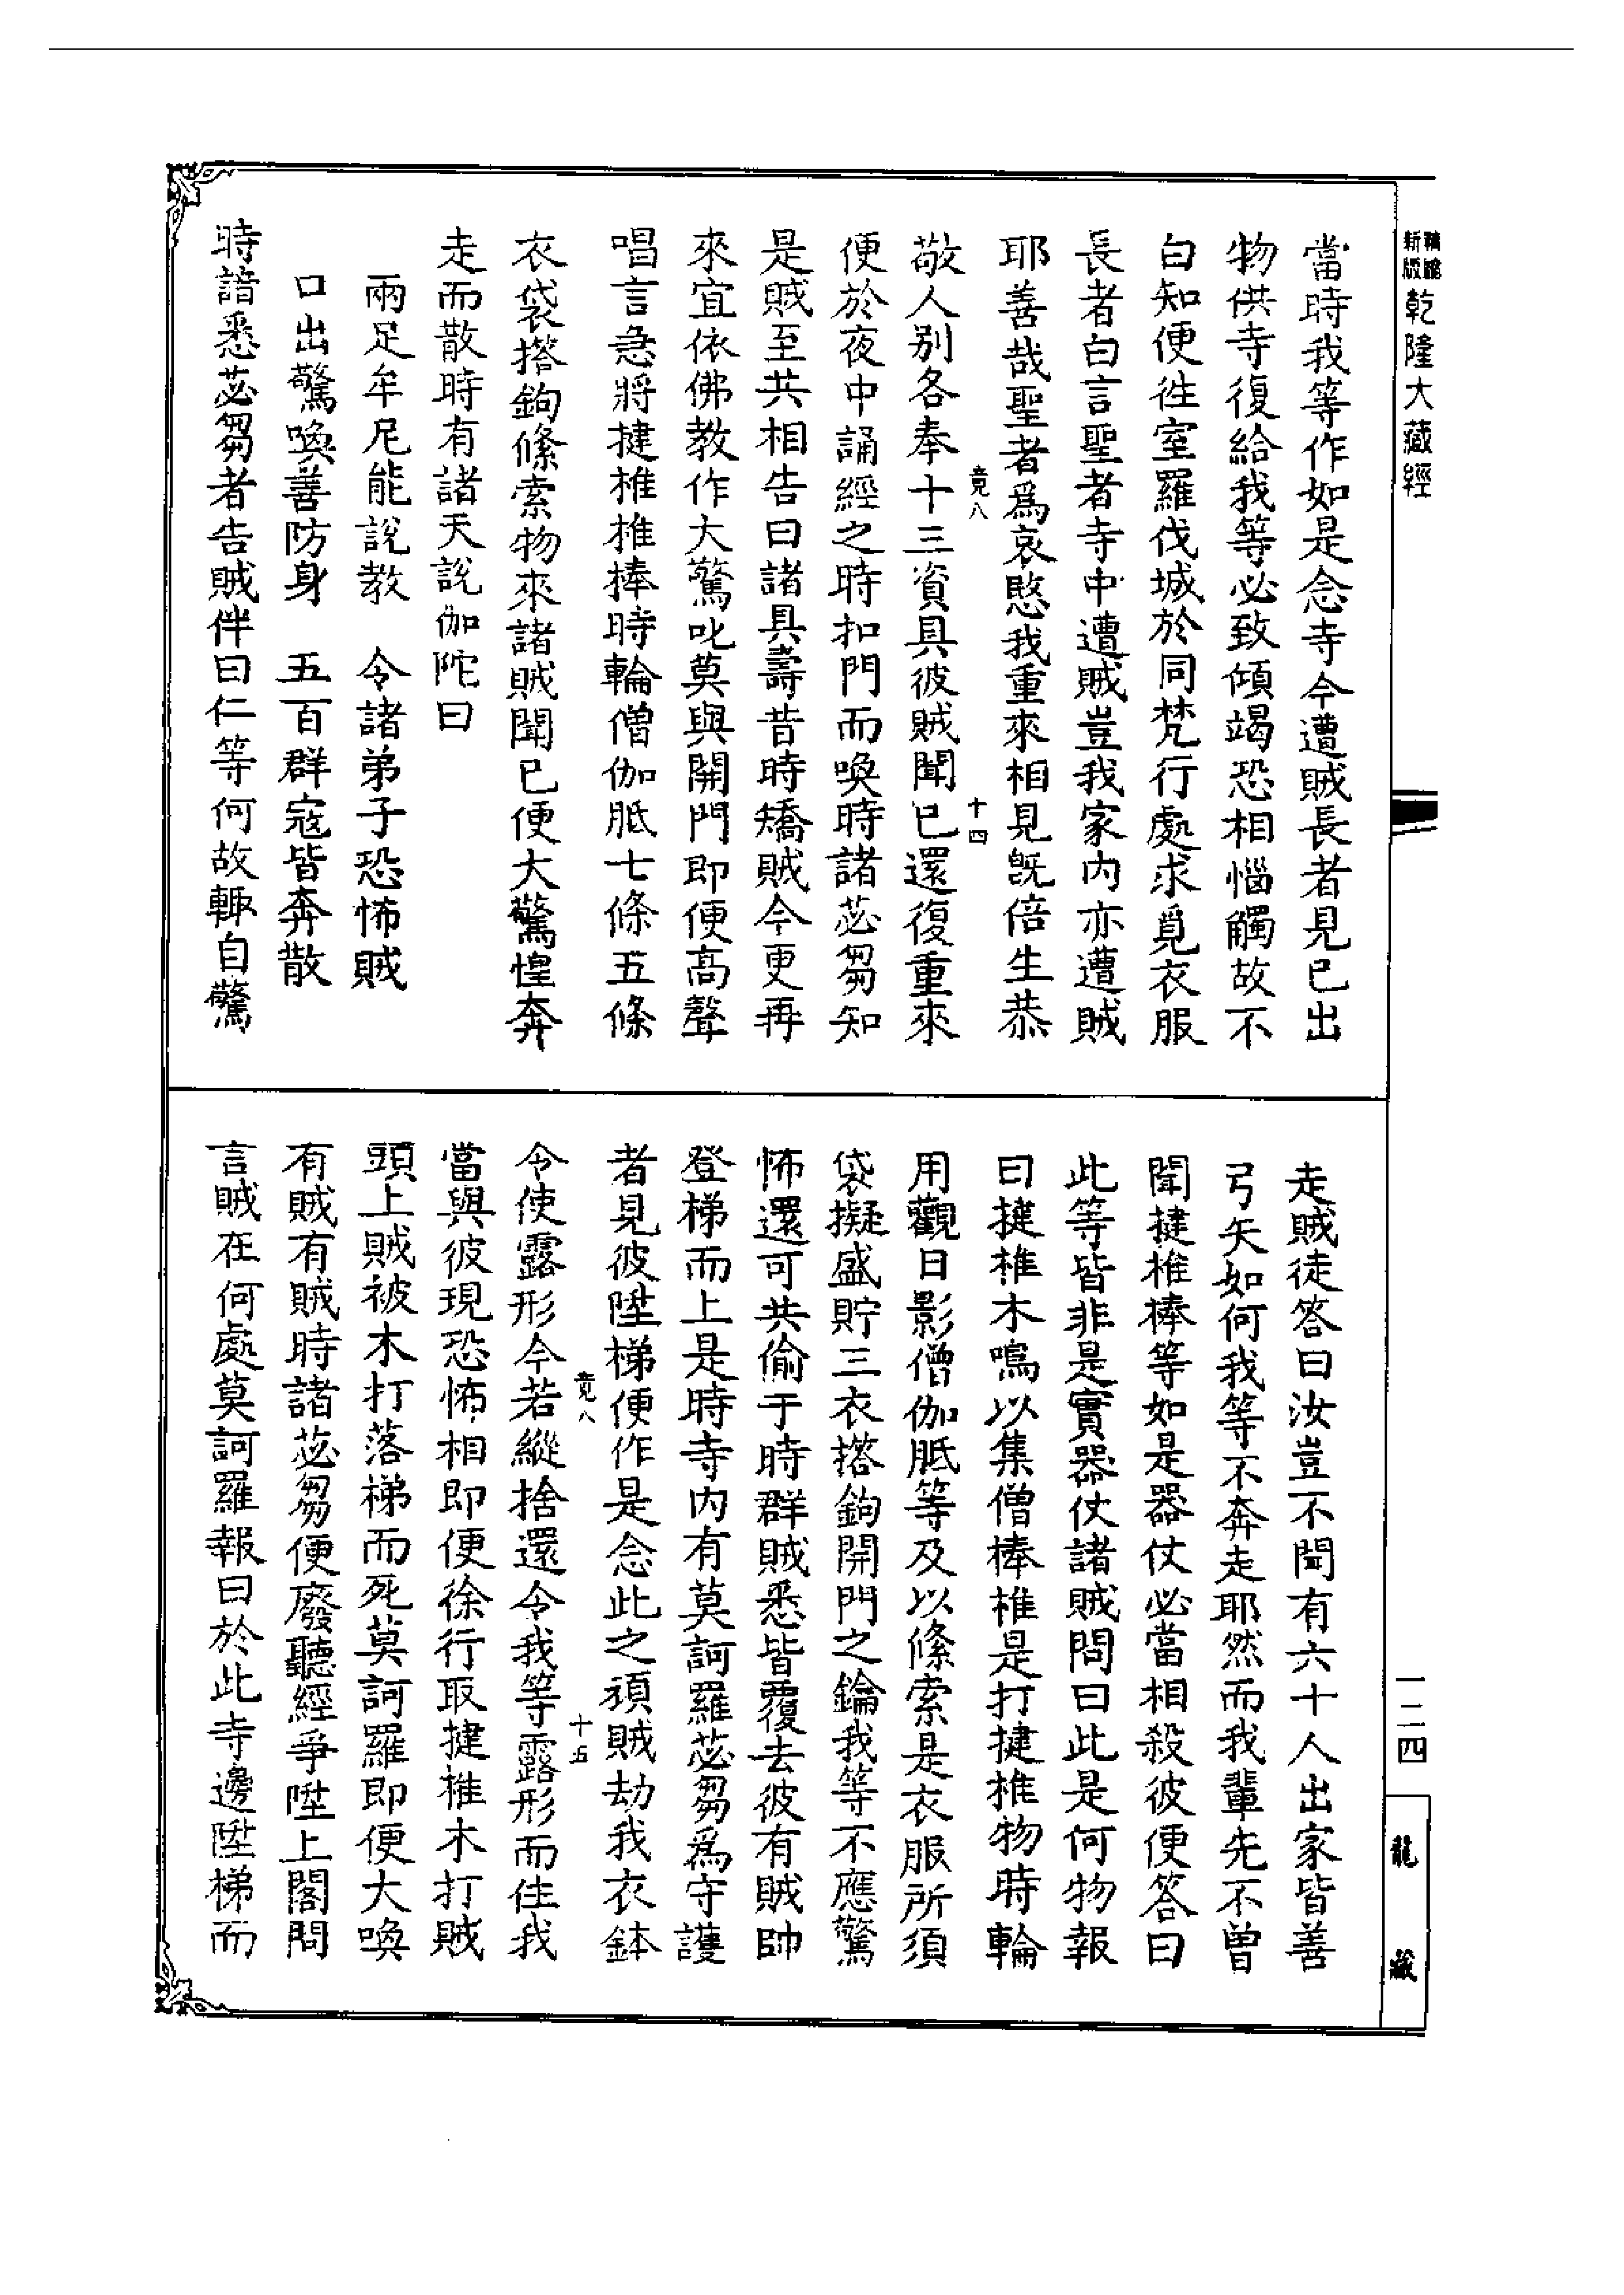 精縮
新版
乾隆大藏經
當時我等作如是念寺今遭賊長者見已出
物供寺復給我等必致傾竭恐相惱觸故不
白知便往室羅伐城於同梵行處求覓衣服
長者白言聖者寺中遭賊豈我家内亦遭賊
耶善哉聖者爲哀愍我重來相見旣倍生恭
竟八 十四
敬人别各奉十三資具彼賊聞已還復重來
便於夜中誦經之時扣門而喚時諸苾芻知
是賊至共相告曰諸具壽昔時矯賊今更再
來宜依佛教作大驚叱莫與開門即便高聲
唱言急將揵椎椎捧時輪僧伽胝七條五條
衣袋搭鉤絛索物來諸賊聞已便大驚惶奔
走而散時有諸天說伽陀曰
兩足牟尼能說教 令諸弟子恐怖賊
口出驚喚善防身 五百群寇皆奔散
時諳悉苾芻者告賊伴曰仁等何故輙自驚
走賊徒答曰汝豈不聞有六十人出家皆善
弓矢如何我等不奔走耶然而我輩先不曾
聞揵椎棒等如是器仗必當相殺彼便答曰
此等皆非是實器仗諸賊問曰此是何物報
曰揵椎木鳴以集僧棒椎是打揵椎物時輪
用觀日影僧伽胝等及以絛索是衣服所須
袋擬盛貯三衣搭鉤開門之鑰我等不應驚
怖還可共偷于時群賊悉皆覆去彼有賊帥
登梯而上是時寺内有莫訶羅苾芻爲守護
者見彼陞梯便作是念此之頑賊劫我衣鉢
竟八 十五
令使露形今若縱捨還令我等露形而住我
當與彼現恐怖相即便徐行取揵椎木打賊
頭上賊被木打落梯而死莫訶羅即便大喚
有賊有賊時諸苾芻便廢聽經爭陞上閣問
言賊在何處莫訶羅報曰於此寺邊陞梯而
一二四
龍藏